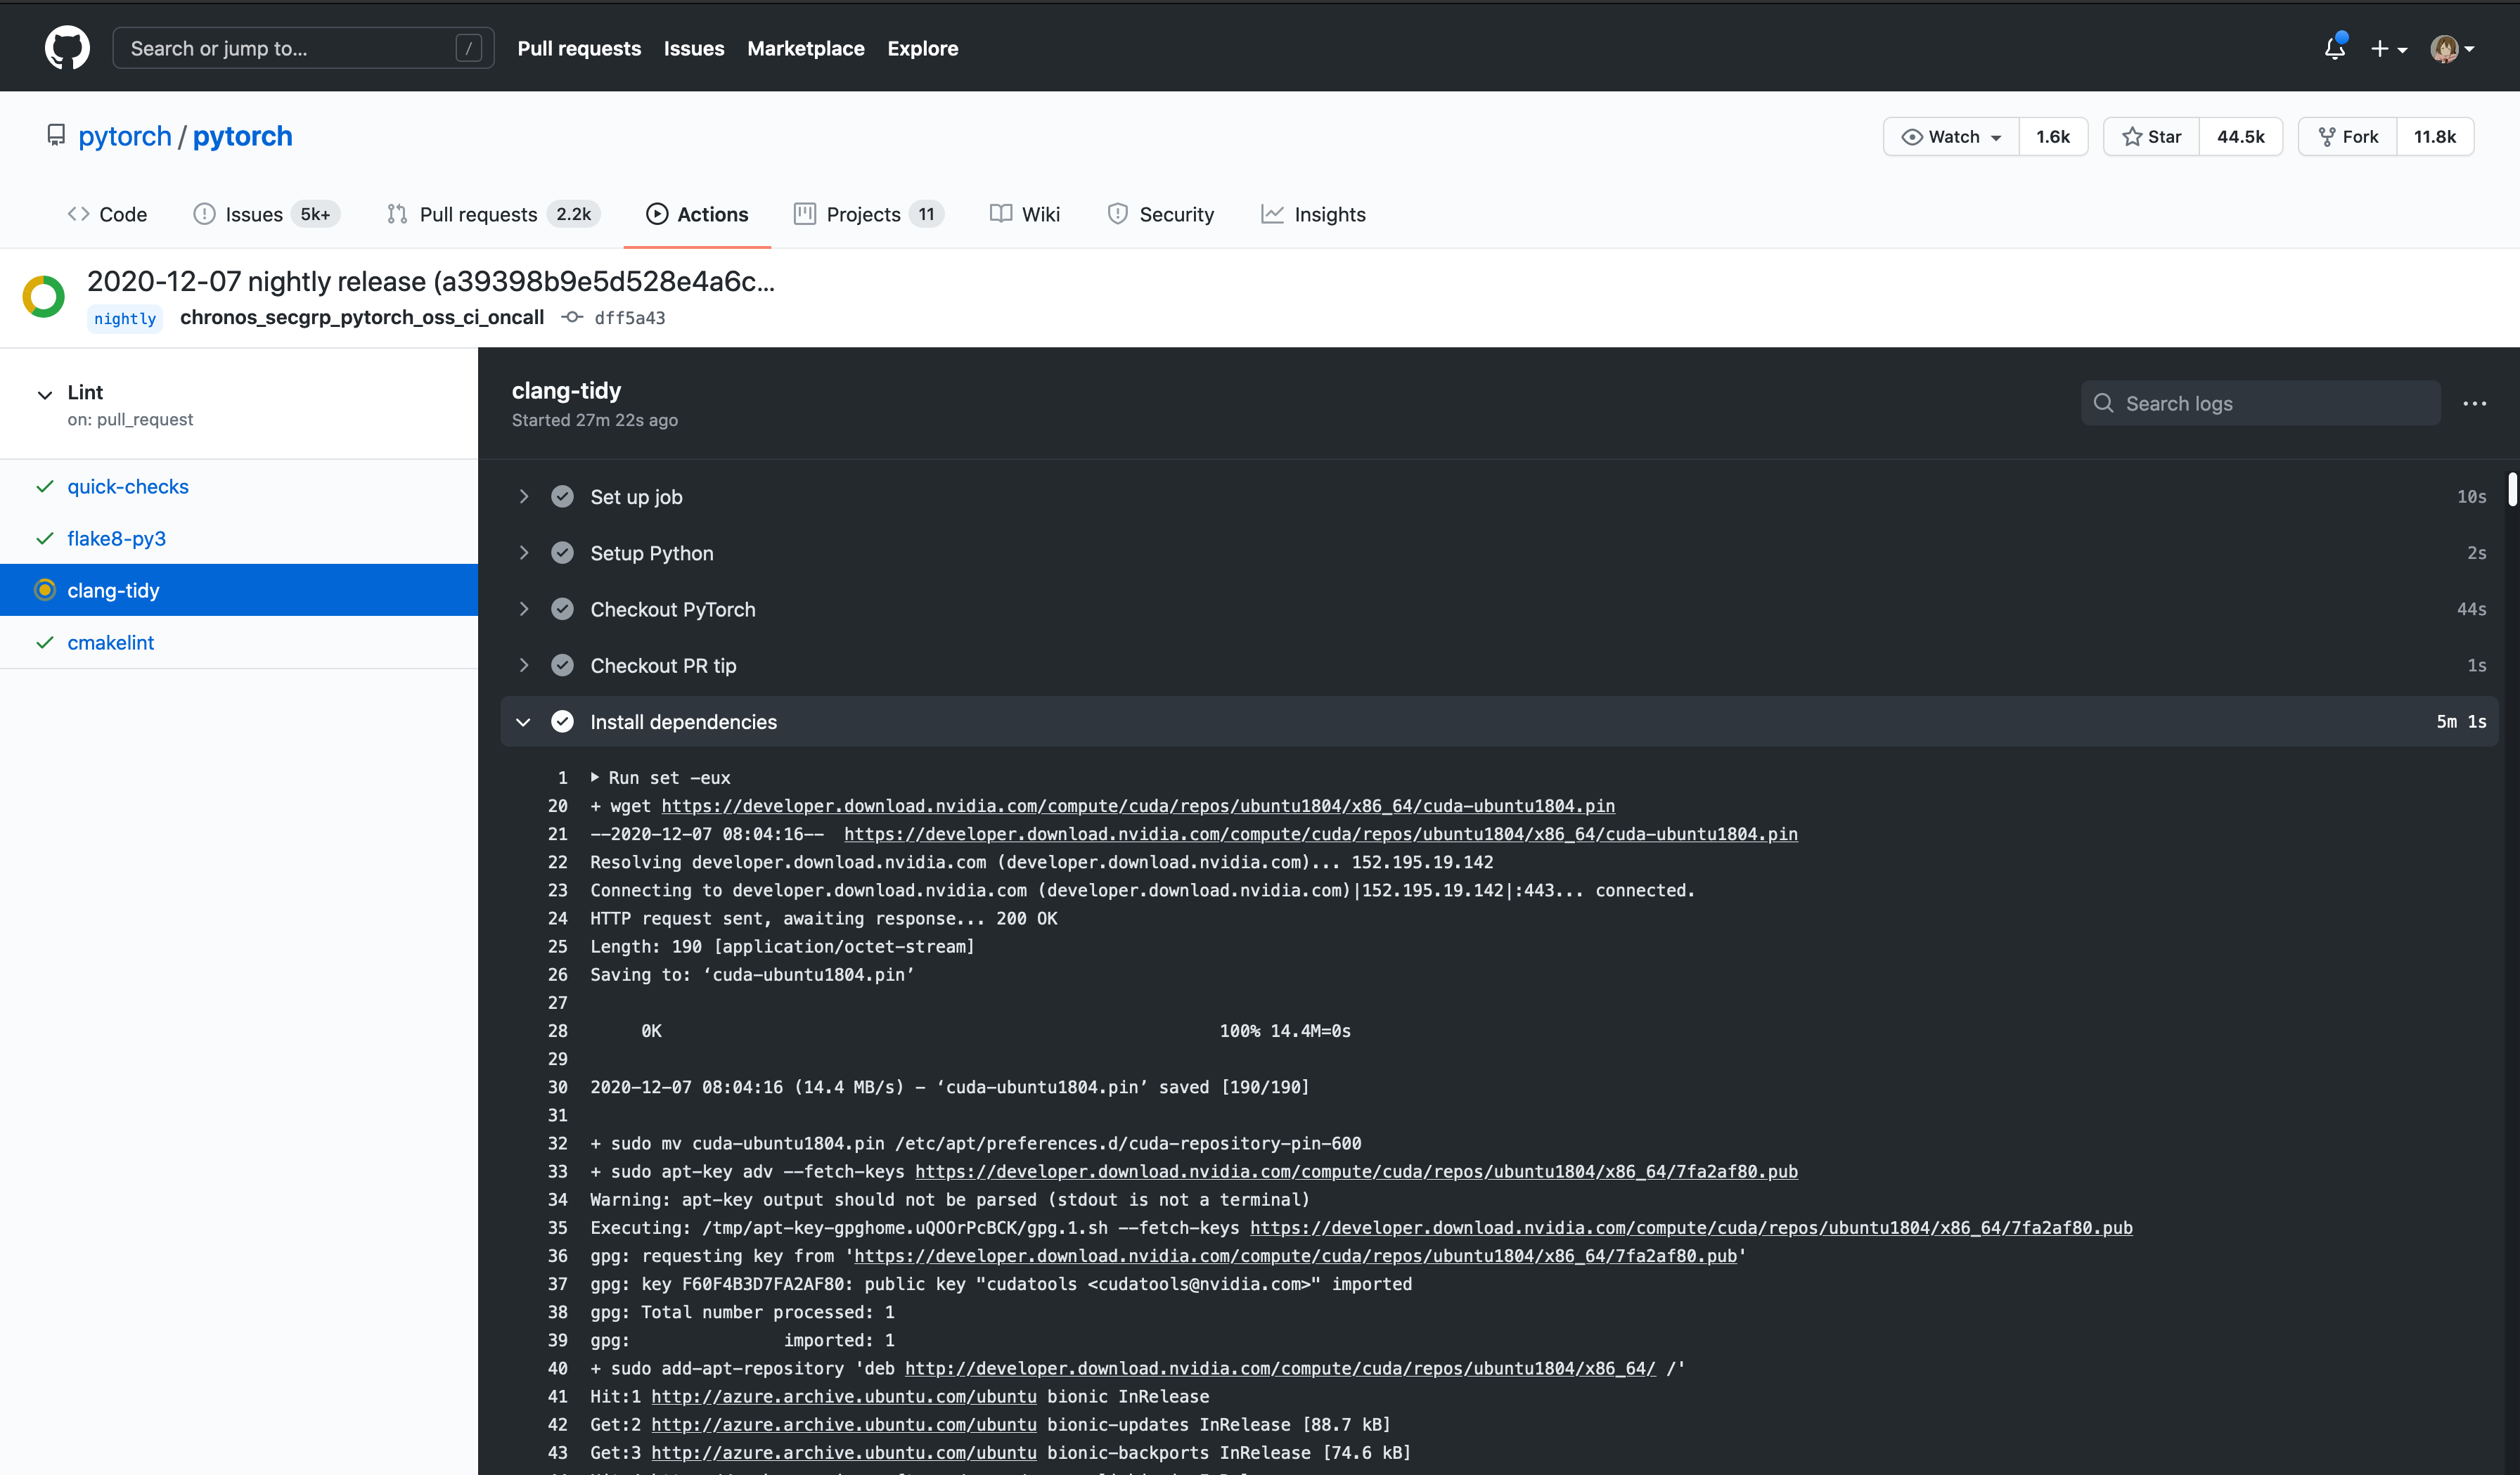 Search or jump to... /
Pull requests Issues Marketplace Explore
pytorch / pytorch
Watch 1.6k Star 44.5k Fork 11.8k
Code Issues 5k+ Pull requests 2.2k Actions Projects 11 Wiki Security Insights
2020-12-07 nightly release (a39398b9e5d528e4a6c...
nightly chronos_secgrp_pytorch_oss_ci_oncall dff5a43
Lint
on: pull_request
quick-checks
flake8-py3
clang-tidy
cmakelint
clang-tidy
Started 27m 22s ago
Search logs
Set up job 10s
Setup Python 2s
Checkout PyTorch 44s
Checkout PR tip 1s
Install dependencies 5m 1s
1 Run set -eux
20 + wget https://developer.download.nvidia.com/compute/cuda/repos/ubuntu1804/x86_64/cuda-ubuntu1804.pin
21 --2020-12-07 08:04:16-- https://developer.download.nvidia.com/compute/cuda/repos/ubuntu1804/x86_64/cuda-ubuntu1804.pin
22 Resolving developer.download.nvidia.com (developer.download.nvidia.com)... 152.195.19.142
23 Connecting to developer.download.nvidia.com (developer.download.nvidia.com)|152.195.19.142|:443... connected.
24 HTTP request sent, awaiting response... 200 OK
25 Length: 190 [application/octet-stream]
26 Saving to: ‘cuda-ubuntu1804.pin’
27
28 0K 100% 14.4M=0s
29
30 2020-12-07 08:04:16 (14.4 MB/s) - ‘cuda-ubuntu1804.pin’ saved [190/190]
31
32 + sudo mv cuda-ubuntu1804.pin /etc/apt/preferences.d/cuda-repository-pin-600
33 + sudo apt-key adv --fetch-keys https://developer.download.nvidia.com/compute/cuda/repos/ubuntu1804/x86_64/7fa2af80.pub
34 Warning: apt-key output should not be parsed (stdout is not a terminal)
35 Executing: /tmp/apt-key-gpghome.uQOOrPcBCK/gpg.1.sh --fetch-keys https://developer.download.nvidia.com/compute/cuda/repos/ubuntu1804/x86_64/7fa2af80.pub
36 gpg: requesting key from 'https://developer.download.nvidia.com/compute/cuda/repos/ubuntu1804/x86_64/7fa2af80.pub'
37 gpg: key F60F4B3D7FA2AF80: public key "cudatools <cudatools@nvidia.com>" imported
38 gpg: Total number processed: 1
39 gpg: imported: 1
40 + sudo add-apt-repository 'deb http://developer.download.nvidia.com/compute/cuda/repos/ubuntu1804/x86_64/ /'
41 Hit:1 http://azure.archive.ubuntu.com/ubuntu bionic InRelease
42 Get:2 http://azure.archive.ubuntu.com/ubuntu bionic-updates InRelease [88.7 kB]
43 Get:3 http://azure.archive.ubuntu.com/ubuntu bionic-backports InRelease [74.6 kB]